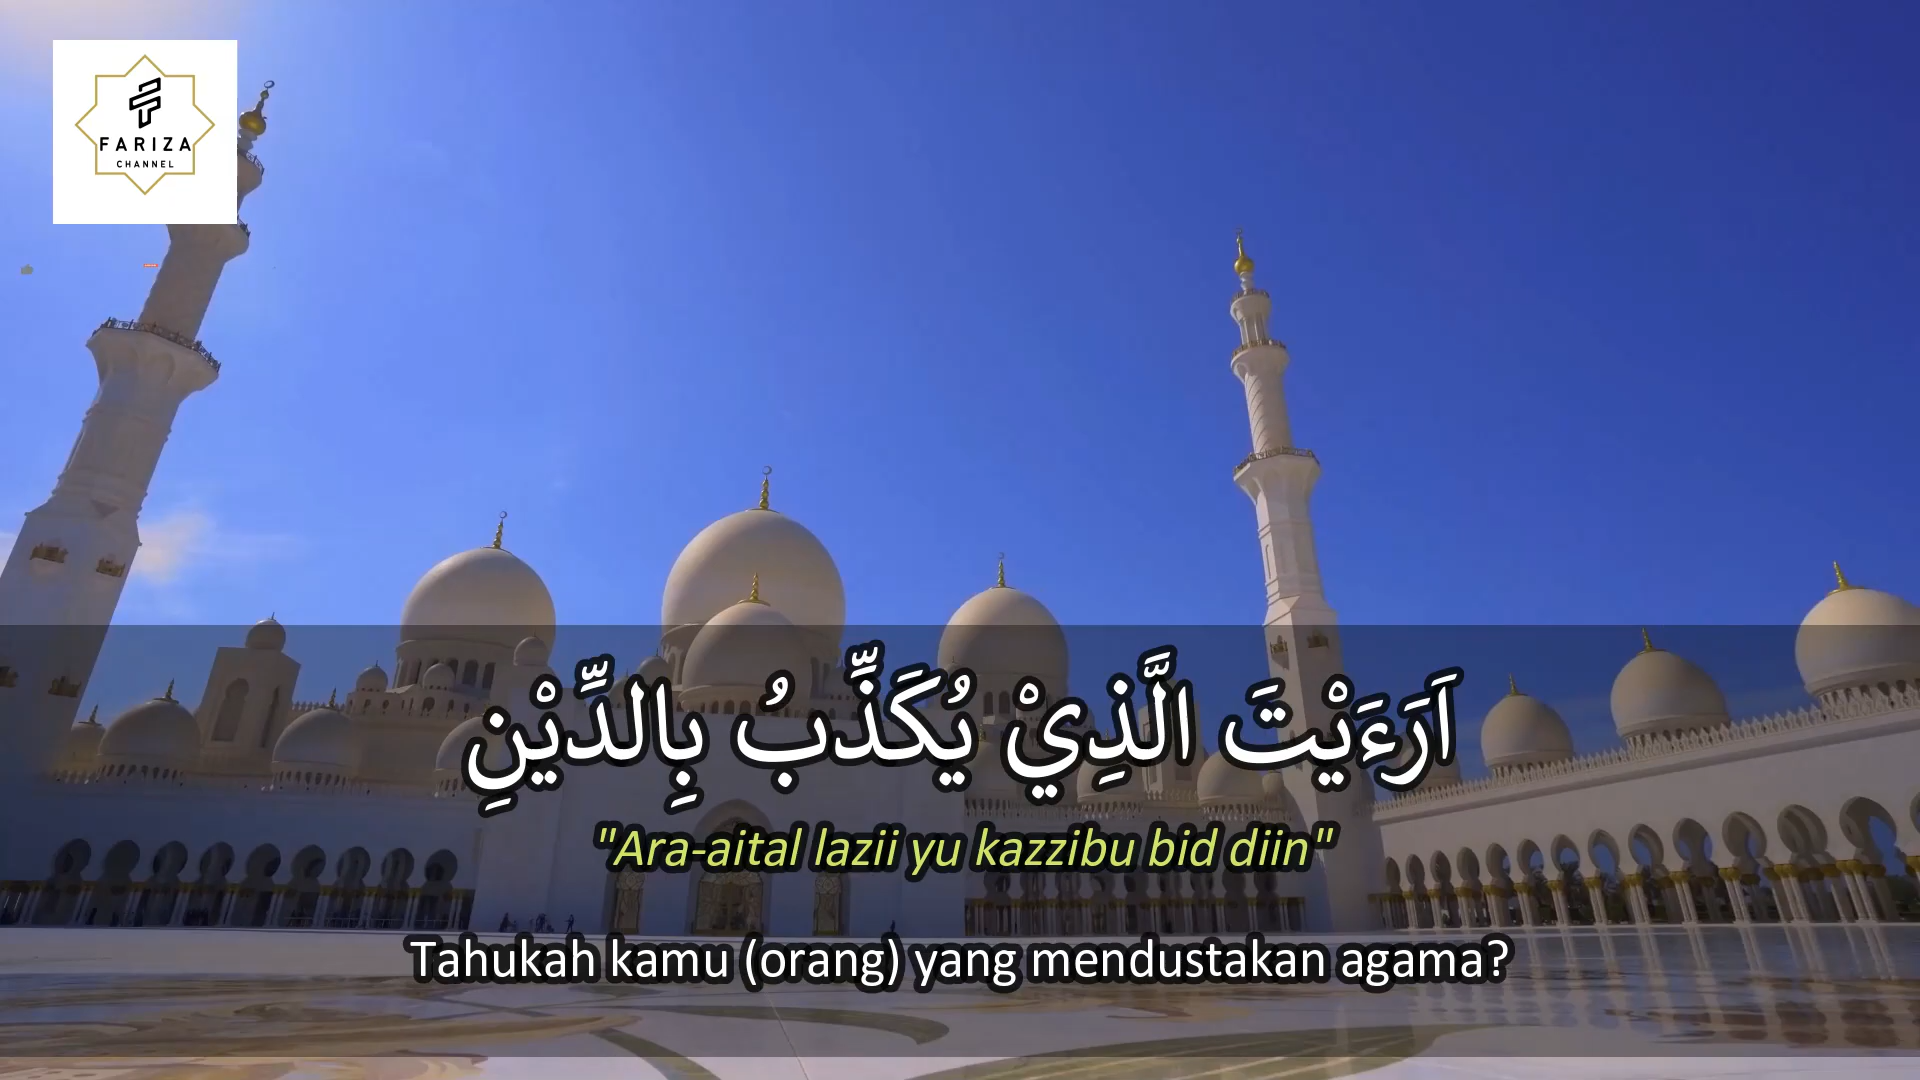 FARIZA
CHANNEL
اَرَءَيْتَ الَّذِيْ يُكَذِّبُ بِالدِّيْنِ
"Ara-aital lazii yu kazzibu bid diin"
Tahukah kamu (orang) yang mendustakan agama?